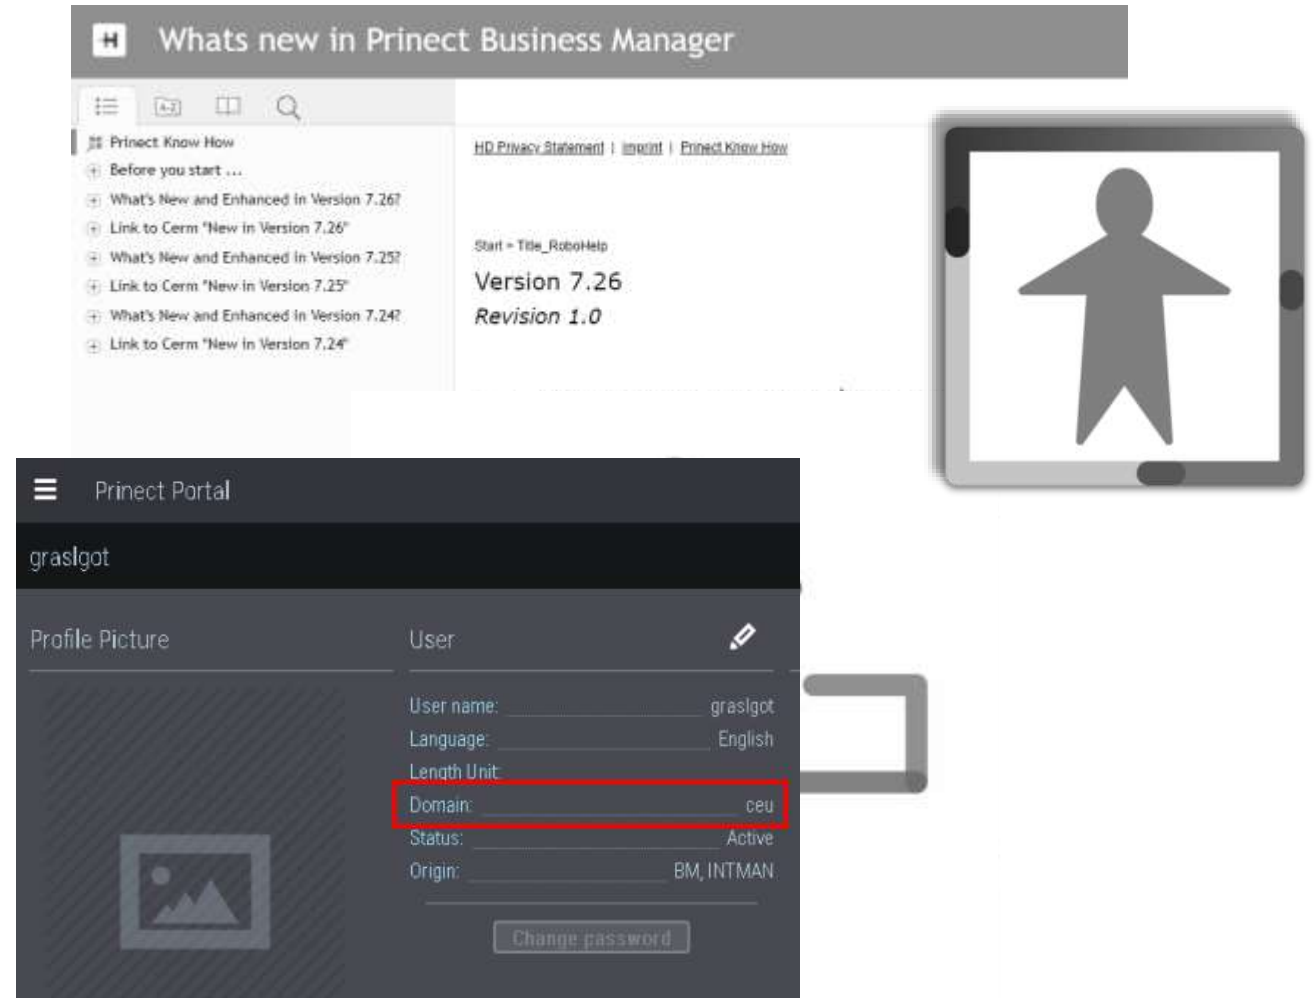 H Whats new in Prinect Business Manager
A-Z
Prinect Know How
Before you start ...
What's New and Enhanced in Version 7.26?
Link to Cerm "New in Version 7.26"
What's New and Enhanced in Version 7.25?
Link to Cerm "New in Version 7.25"
What's New and Enhanced in Version 7.24?
Link to Cerm "New in Version 7.24"
HD Privacy Statement | Imprint | Prinect Know How
Start = Title_RoboHelp
Version 7.26
Revision 1.0
Prinect Portal
graslgot
Profile Picture
User
User name: graslgot
Language: English
Length Unit:
Domain: ceu
Status: Active
Origin: BM, INTMAN
Change password